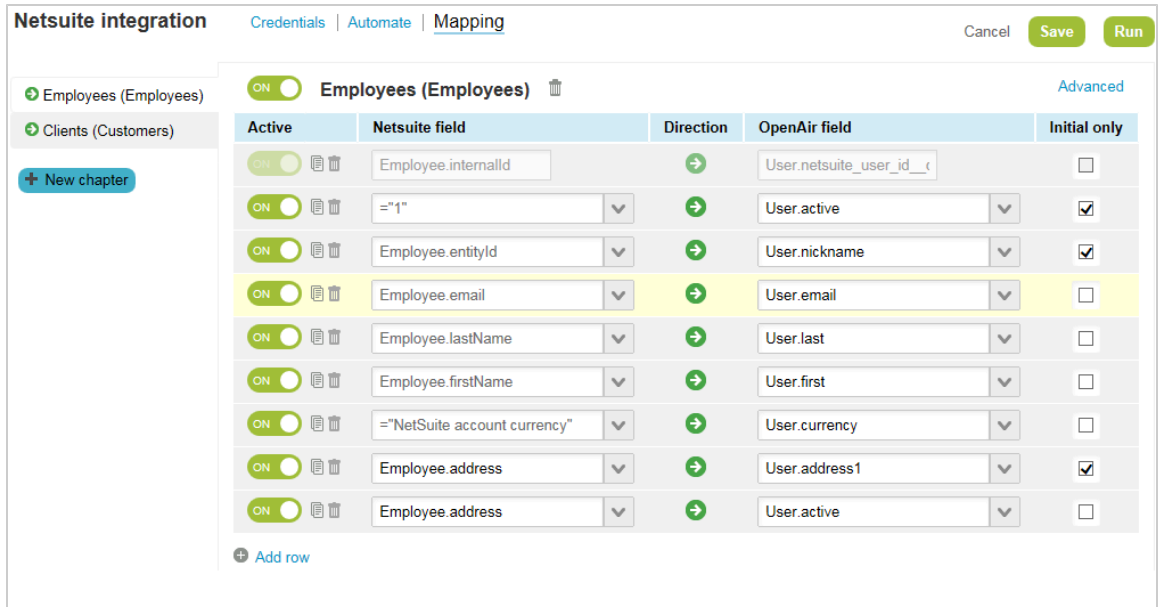 Netsuite integration Credentials | Automate | Mapping
Cancel Save Run
Employees (Employees)
Clients (Customers)
+ New chapter
ON Employees (Employees) Advanced
Active Netsuite field Direction OpenAir field Initial only
ON Employee.internalId User.netsuite_user_id__c
ON ="1" User.active
ON Employee.entityId User.nickname
ON Employee.email User.email
ON Employee.lastName User.last
ON Employee.firstName User.first
ON ="NetSuite account currency" User.currency
ON Employee.address User.address1
ON Employee.address User.active
Add row